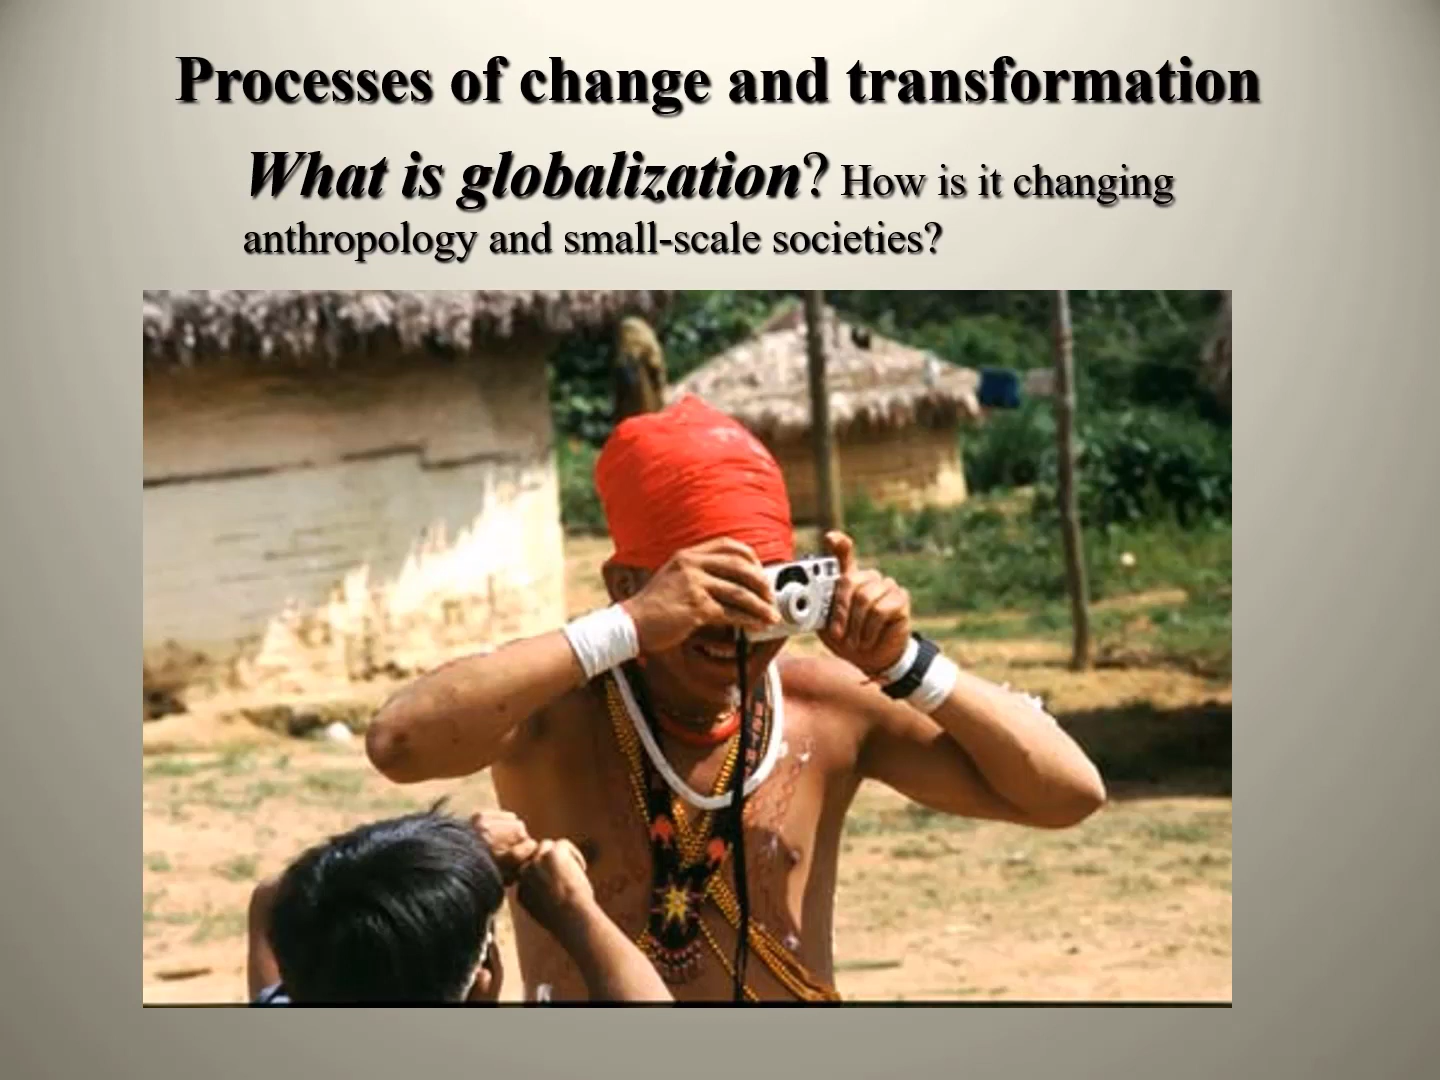 Processes of change and transformation
What is globalization? How is it changing
anthropology and small-scale societies?